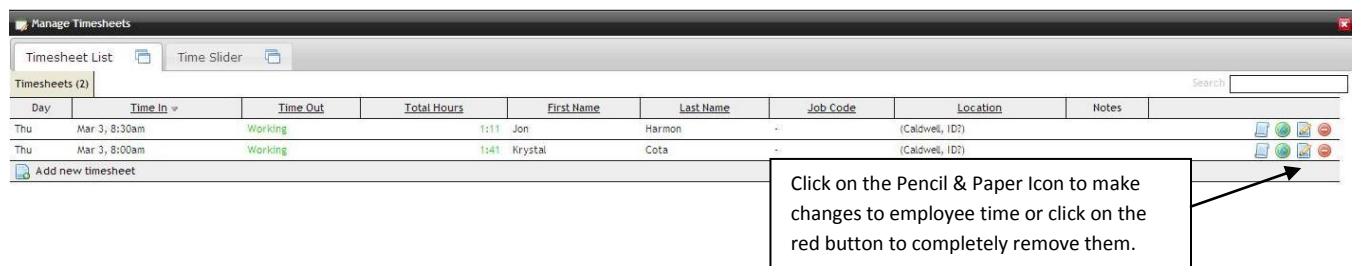 Manage Timesheets
Timesheet List Time Slider
Timesheets (2) Search
Day Time In Time Out Total Hours First Name Last Name Job Code Location Notes
Thu Mar 3, 8:30am Working 1:11 Jon Harmon - (Caldwell, ID?)
Thu Mar 3, 8:00am Working 1:41 Krystal Cota - (Caldwell, ID?)
Add new timesheet
Click on the Pencil & Paper Icon to make
changes to employee time or click on the
red button to completely remove them.